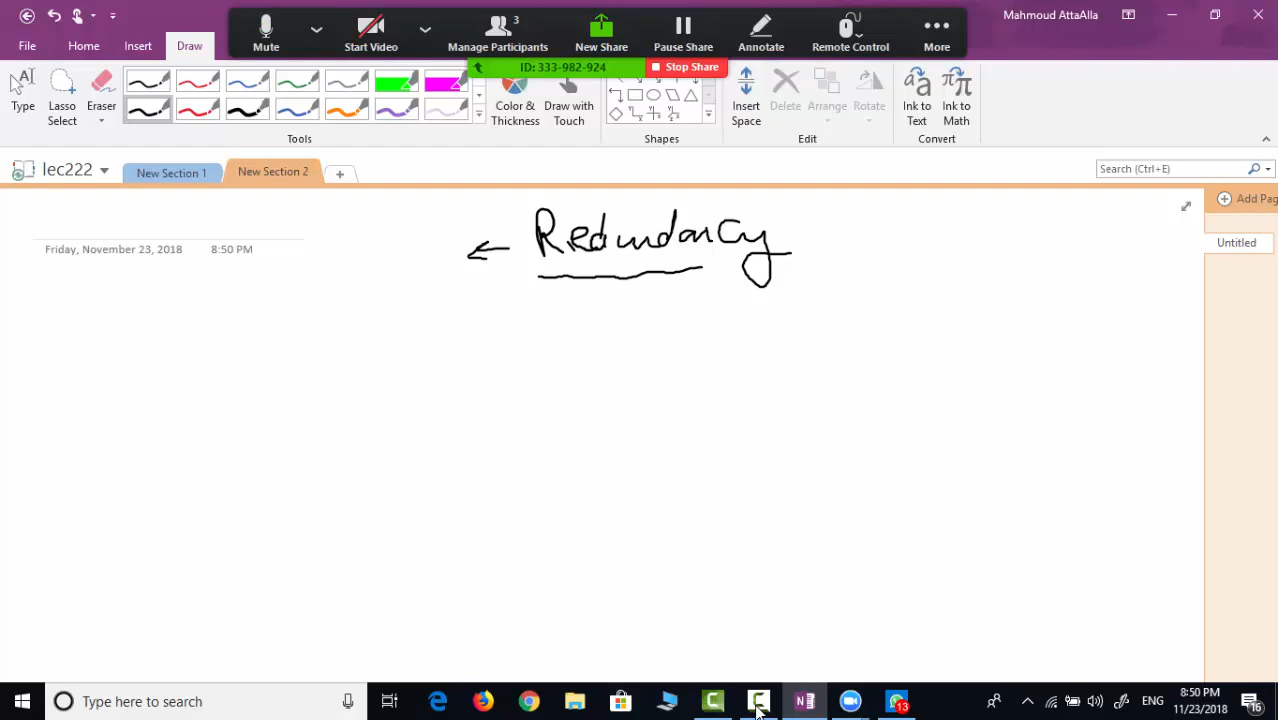 Mahmoud AttaAlla
Mute
Start Video
3
Manage Participants
New Share
Pause Share
Annotate
Remote Control
More
File
Home
Insert
Draw
ID: 333-982-924
Stop Share
Type
Lasso
Select
Eraser
Color &
Thickness
Draw with
Touch
Insert
Space
Delete
Arrange
Rotate
Ink to
Text
Ink to
Math
Tools
Shapes
Edit
Convert
lec222
New Section 1
New Section 2
Search (Ctrl+E)
Add Pag
Untitled
Friday, November 23, 2018
8:50 PM
← Redundancy
Type here to search
13
ENG
8:50 PM
11/23/2018
16